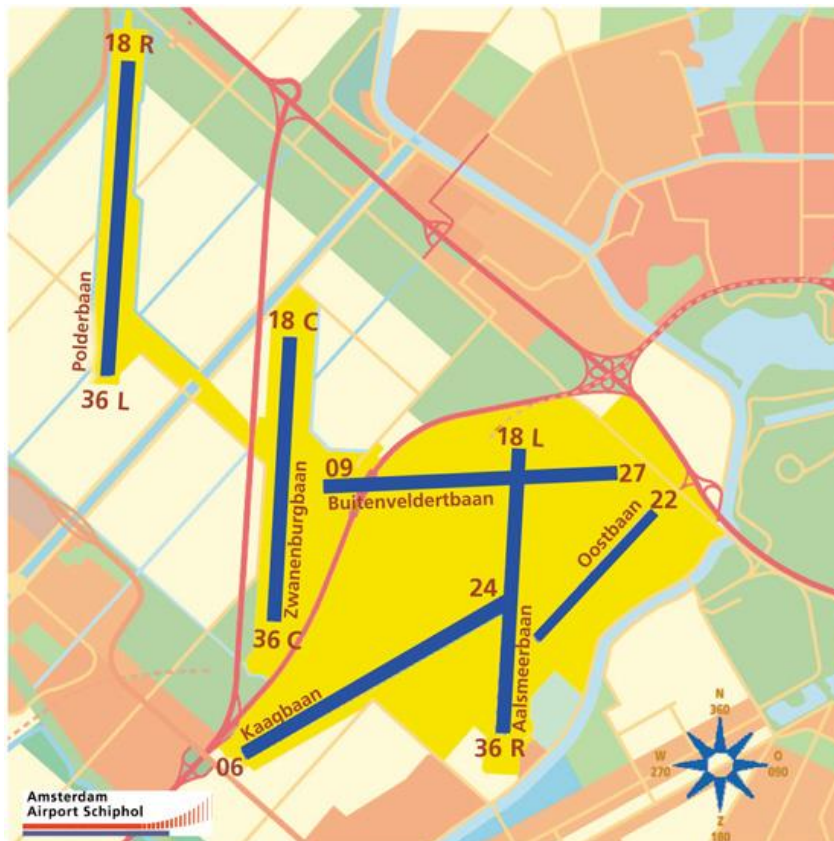 18 R
Polderbaan
36 L
18 C
Zwanenburgbaan
36 C
09
Buitenveldertbaan
27
18 L
Aalsmeerbaan
36 R
22
Oostbaan
24
Kaagbaan
06
N
360
W
270
O
090
Z
180
Amsterdam
Airport Schiphol